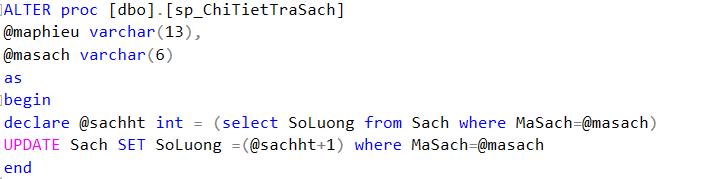 ALTER proc [dbo].[sp_ChiTietTraSach]
@maphieu varchar(13),
@masach varchar(6)
as
begin
declare @sachht int = (select SoLuong from Sach where MaSach=@masach)
UPDATE Sach SET SoLuong =(@sachht+1) where MaSach=@masach
end